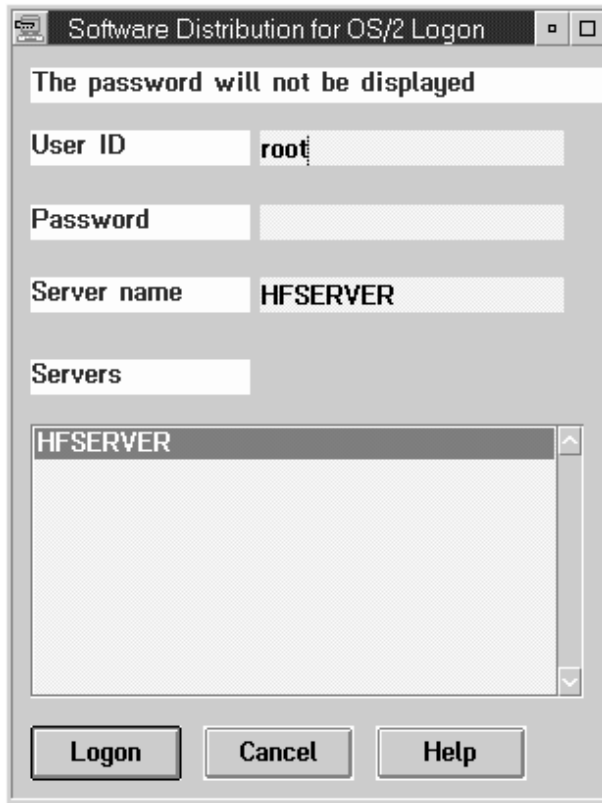 Software Distribution for OS/2 Logon
The password will not be displayed
User ID root
Password
Server name HFSERVER
Servers
HFSERVER
Logon Cancel Help